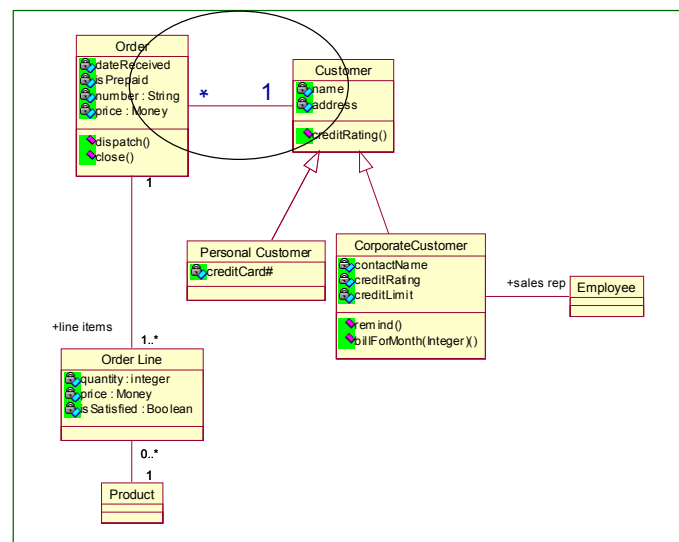 Order
dateReceived
isPrepaid
number : String
price : Money
dispatch()
close()
*
1
Customer
name
address
creditRating()
1
Personal Customer
creditCard#
CorporateCustomer
contactName
creditRating
creditLimit
remind()
billForMonth(Integer)()
+sales rep
Employee
+line items
1..*
Order Line
quantity : integer
price : Money
isSatisfied : Boolean
0..*
1
Product